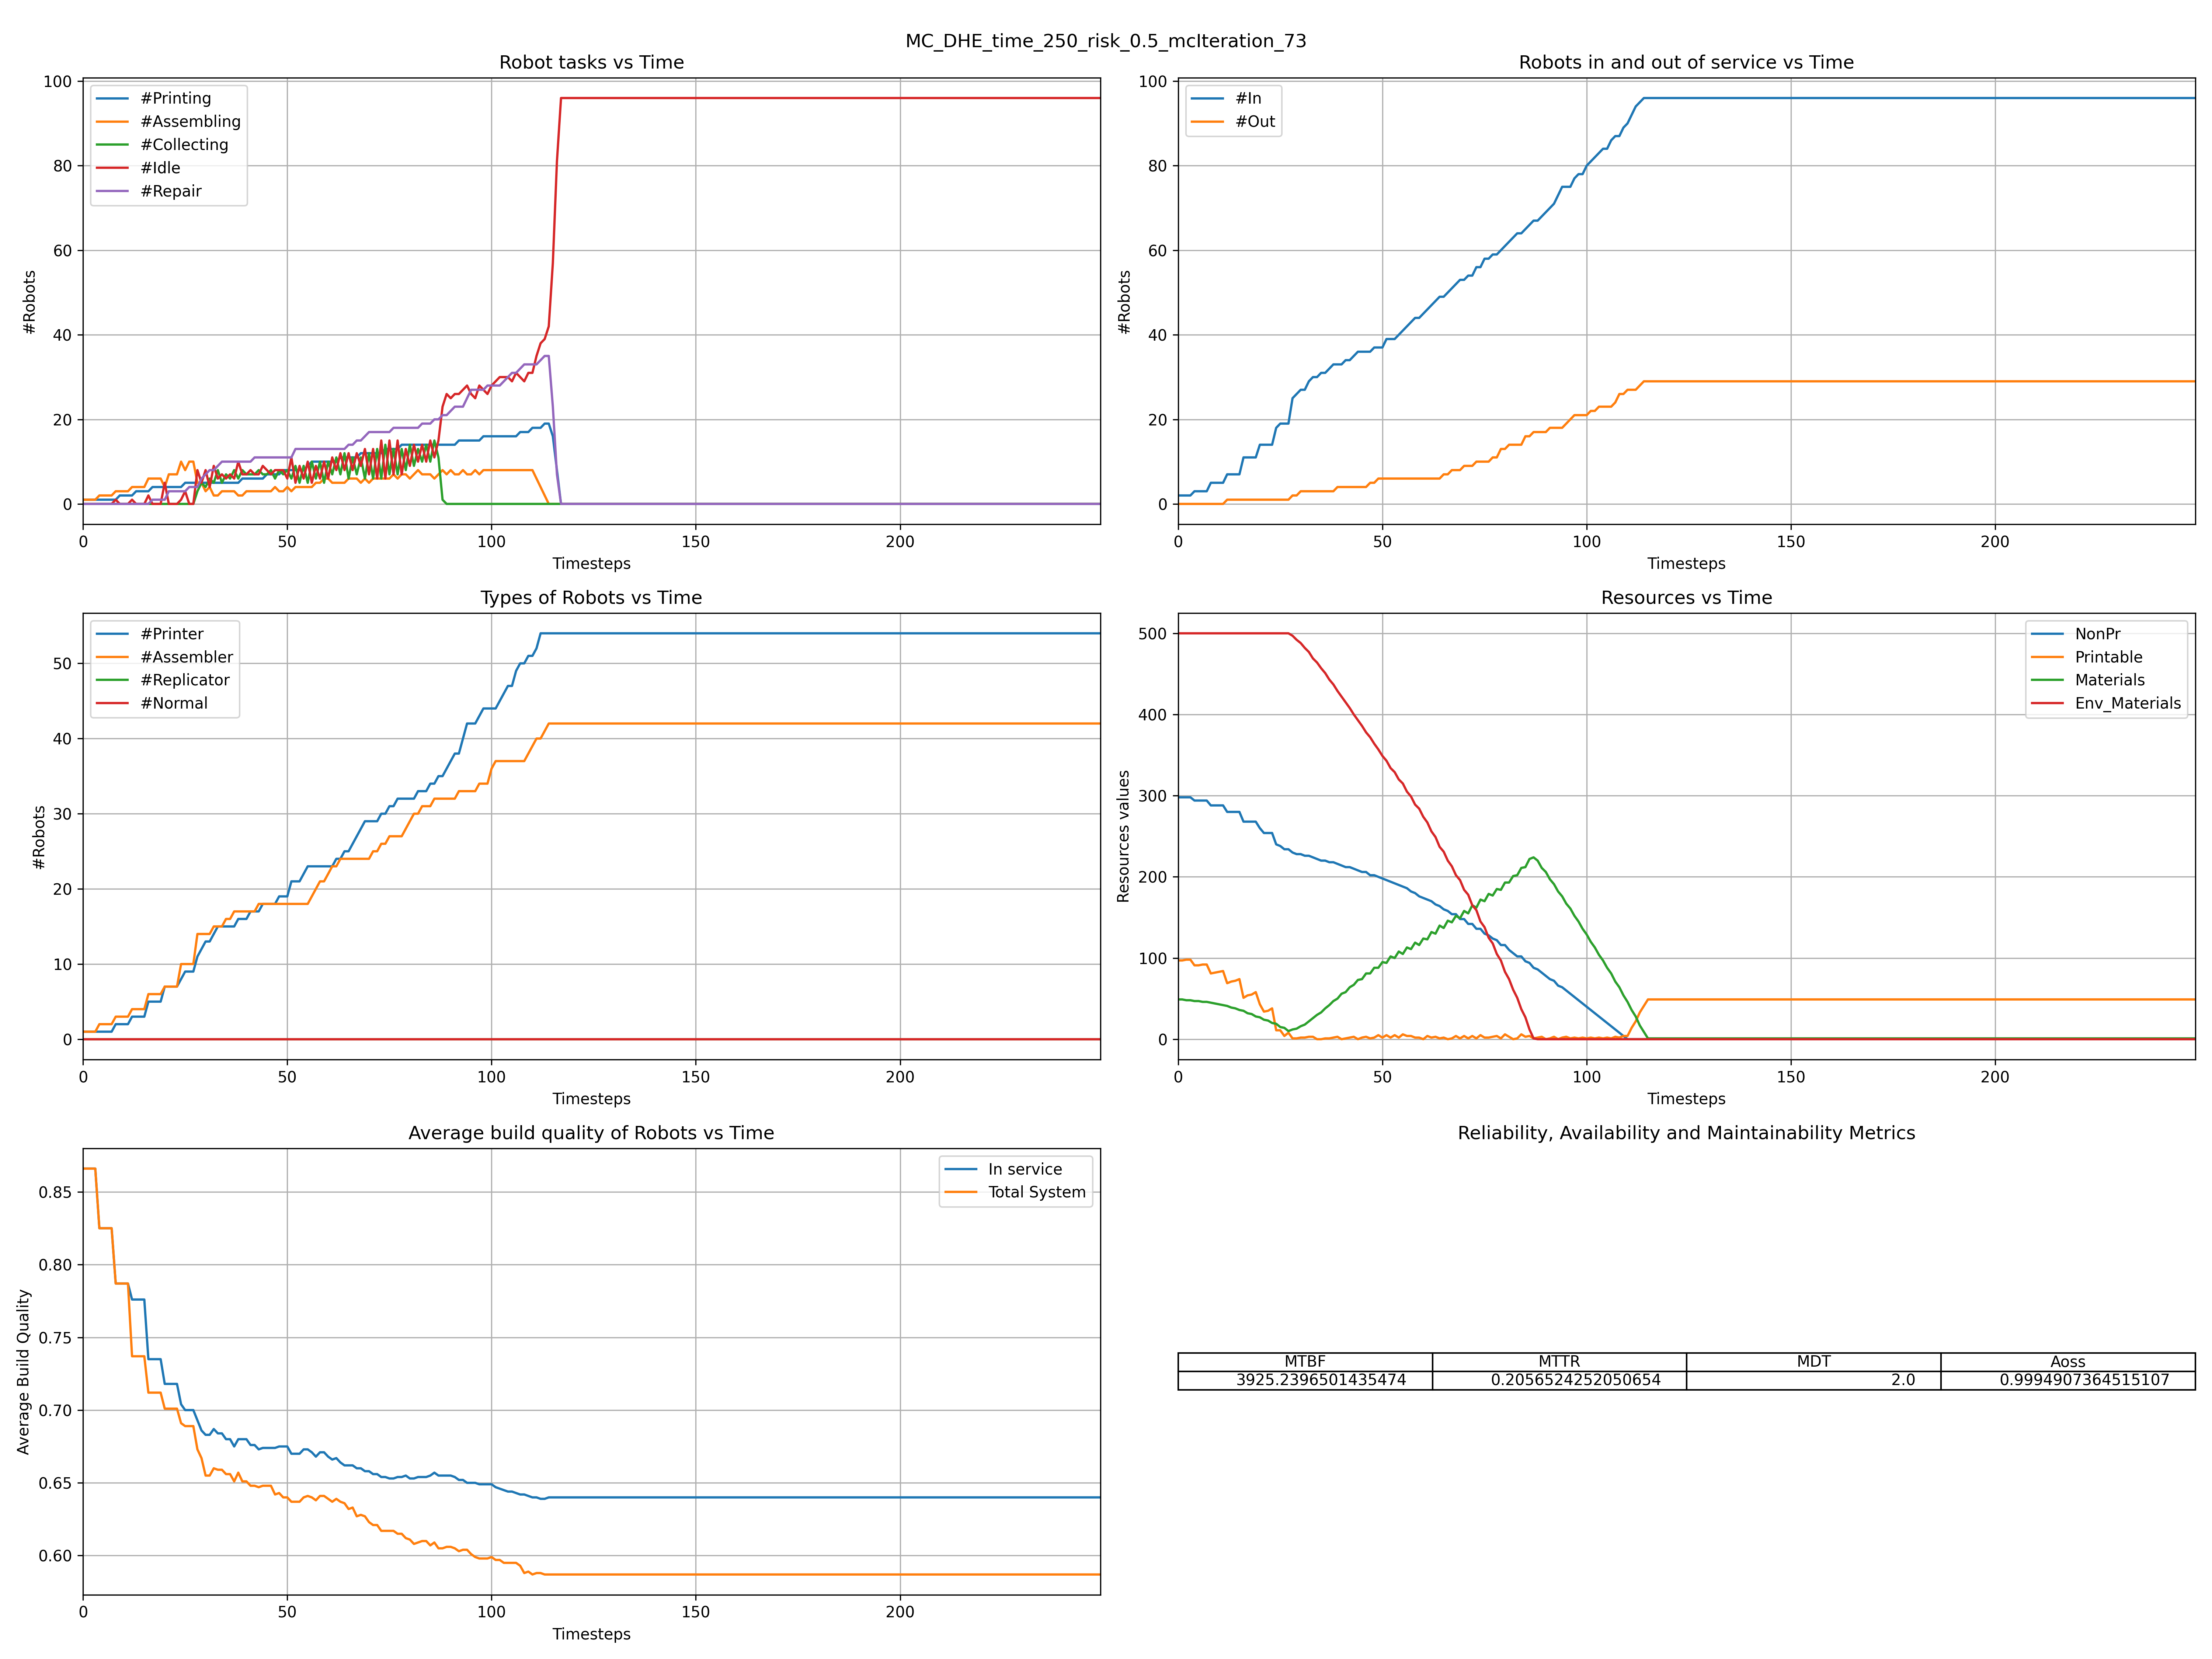 MC_DHE_time_250_risk_0.5_mcIteration_73
Robot tasks vs Time
100
80
60
40
20
0
#Robots
#Printing
#Assembling
#Collecting
#Idle
#Repair
0 50 100 150 200
Timesteps
Robots in and out of service vs Time
100
80
60
40
20
0
#Robots
#In
#Out
0 50 100 150 200
Timesteps
Types of Robots vs Time
50
40
30
20
10
0
#Robots
#Printer
#Assembler
#Replicator
#Normal
0 50 100 150 200
Timesteps
Resources vs Time
500
400
300
200
100
0
Resources values
NonPr
Printable
Materials
Env_Materials
0 50 100 150 200
Timesteps
Average build quality of Robots vs Time
0.85
0.80
0.75
0.70
0.65
0.60
Average Build Quality
In service
Total System
0 50 100 150 200
Timesteps
Reliability, Availability and Maintainability Metrics
MTBF MTTR MDT Aoss
3925.2396501435474 0.2056524252050654 2.0 0.9994907364515107